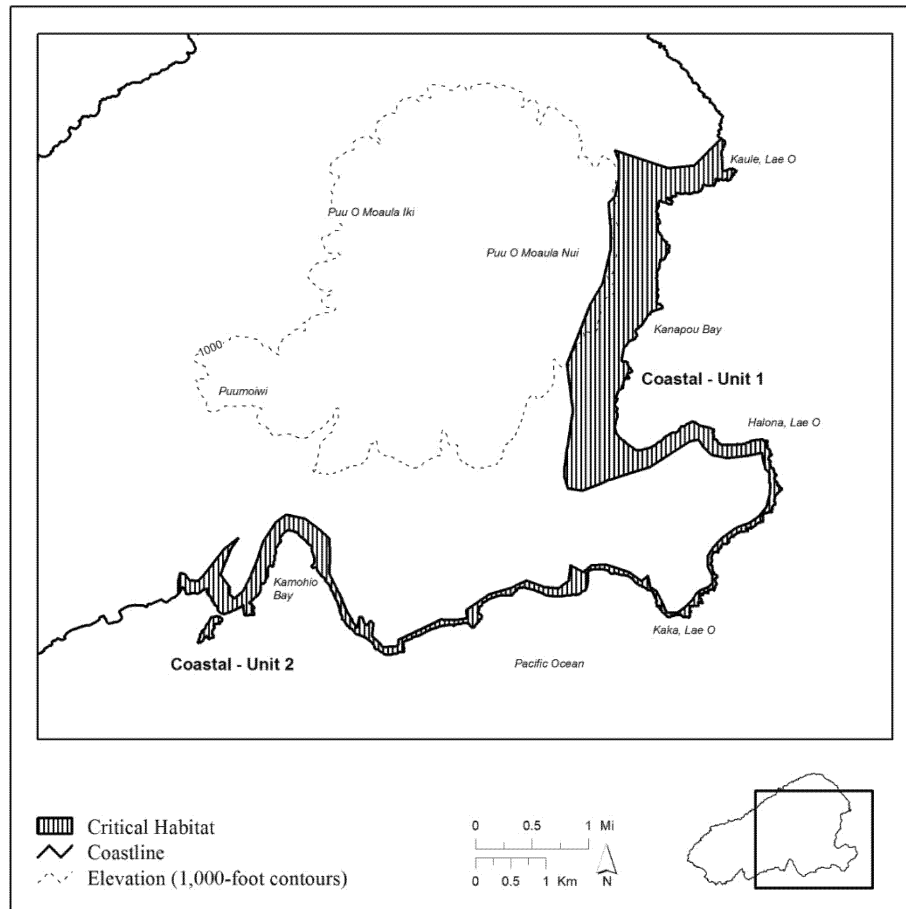 Kaule, Lae O
Puu O Moaula Iki
Puu O Moaula Nui
Kanapou Bay
1000
Coastal - Unit 1
Puumoiwi
Halona, Lae O
Kamohio
Bay
Kaka, Lae O
Coastal - Unit 2
Pacific Ocean
Critical Habitat
Coastline
Elevation (1,000-foot contours)
0 0.5 1 Mi
0 0.5 1 Km
N